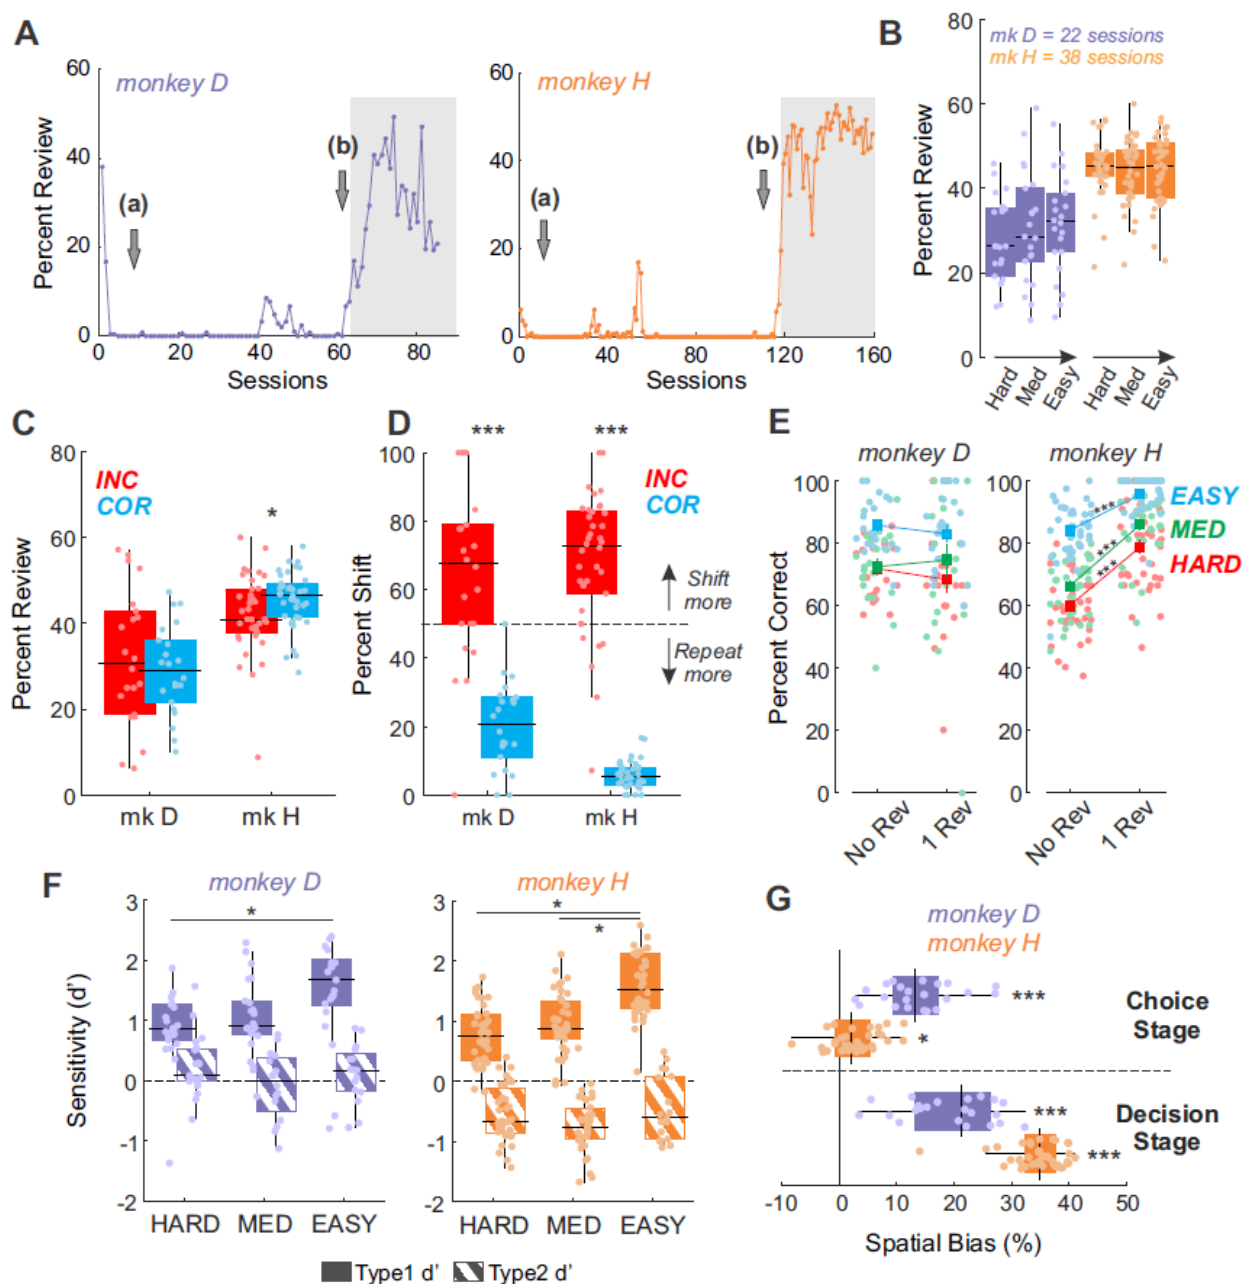 A
monkey D
Percent Review
60
40
20
0
(a)
(b)
0 20 40 60 80
Sessions
monkey H
60
40
20
0
(a)
(b)
0 40 80 120 160
Sessions
B
mk D = 22 sessions
mk H = 38 sessions
Percent Review
80
60
40
20
0
Hard Med Easy Hard Med Easy
C
INC
COR
*
Percent Review
80
60
40
20
0
mk D mk H
D
*** ***
INC
COR
Percent Shift
100
80
60
40
20
0
Shift
more
Repeat
more
mk D mk H
E
monkey D
Percent Correct
100
80
60
40
20
0
No Rev 1 Rev
monkey H
100
80
60
40
20
0
***
***
***
No Rev 1 Rev
EASY
MED
HARD
F
monkey D
*
Sensitivity (d')
3
2
1
0
-1
-2
HARD MED EASY
monkey H
*
*
3
2
1
0
-1
-2
HARD MED EASY
Type1 d' Type2 d'
G
monkey D
monkey H
***
*
Choice
Stage
***
***
Decision
Stage
-10 0 10 20 30 40 50
Spatial Bias (%)